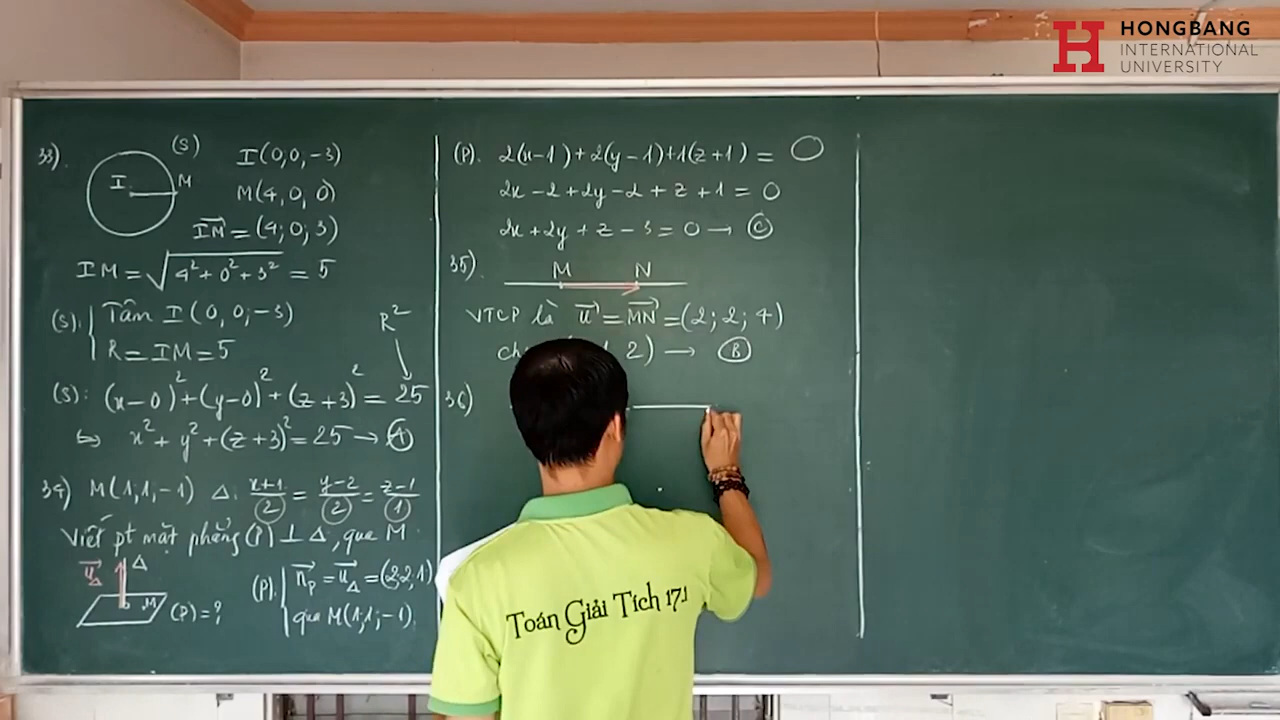 HONGBANG
INTERNATIONAL
UNIVERSITY
33).
(S)
I
M
I(0,0,-3)
M(4,0,0)
IM⃗ = (4;0;3)
IM = √(4²+0²+3²) = 5
(S): Tâm I(0,0;-3)
R = IM = 5
R²
(S): (x-0)²+(y-0)²+(z+3)² = 25
⇔ x²+y²+(z+3)² = 25 → Ⓐ
34) M(1;1,-1) Δ: x+1/2 = y-2/2 = z-1/1
Viết pt mặt phẳng (P) ⊥ Δ, qua M
u⃗Δ
Δ
M
(P) = ?
(P): n⃗p = u⃗Δ = (2,2,1)
qua M(1;1;-1)
(P): 2(x-1)+2(y-1)+1(z+1) = 0
2x-2+2y-2+z+1 = 0
2x+2y+z-3 = 0 → Ⓒ
35).
M N
VTCP là u⃗ = MN⃗ = (2;2;4)
2) → Ⓑ
36)
Toán Giải Tích 17.1